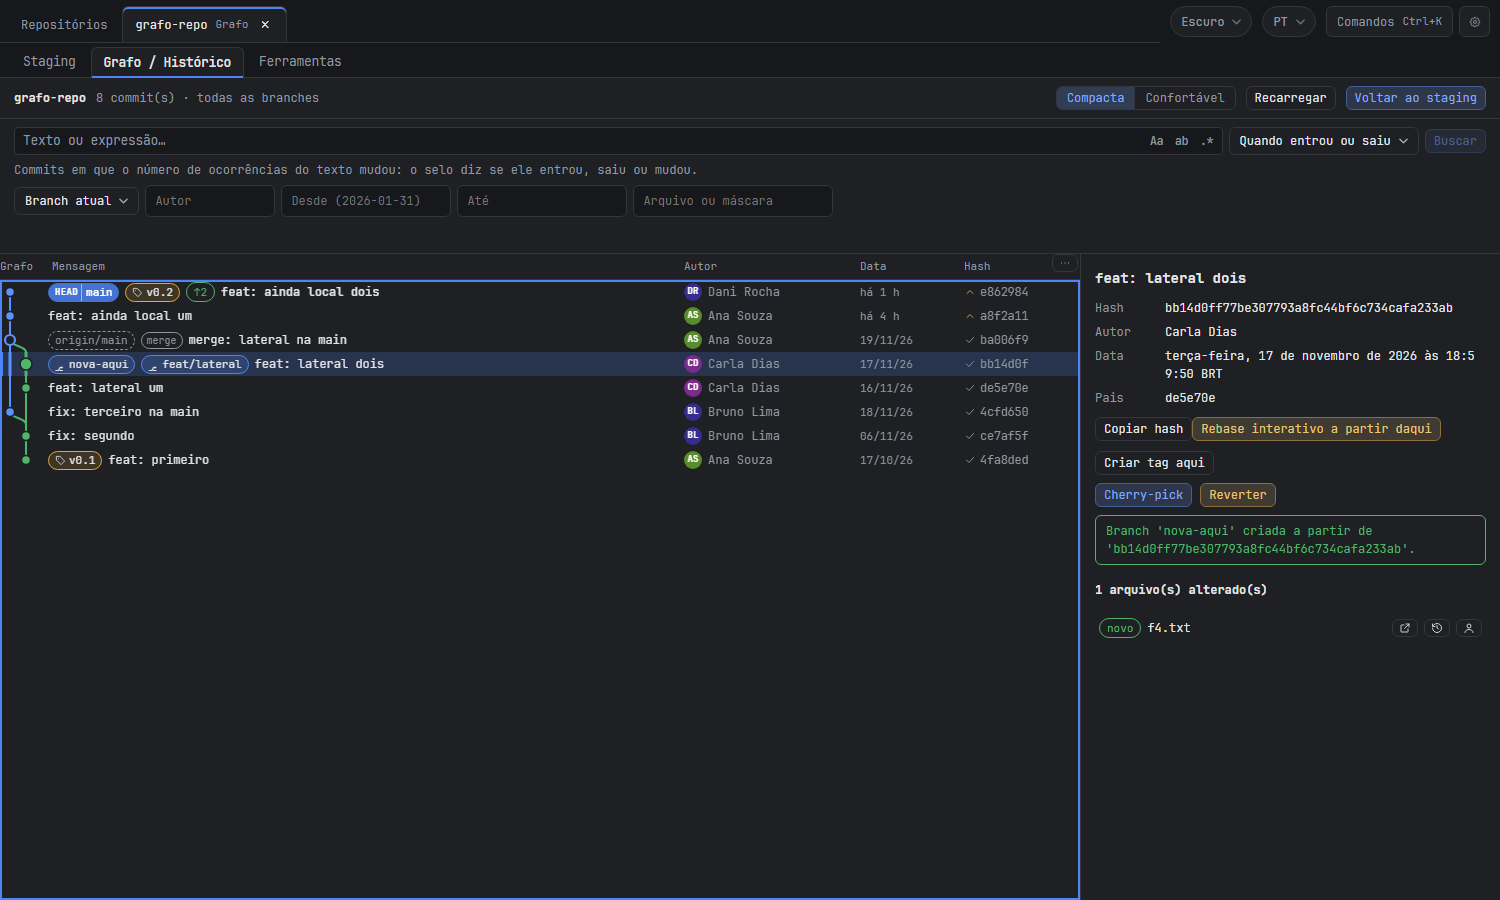 Repositórios grafo-repo Grafo × Escuro PT Comandos Ctrl+K
Staging Grafo / Histórico Ferramentas
grafo-repo 8 commit(s) · todas as branches Compacta Confortável Recarregar Voltar ao staging
Texto ou expressão… Aa ab .* Quando entrou ou saiu Buscar
Commits em que o número de ocorrências do texto mudou: o selo diz se ele entrou, saiu ou mudou.
Branch atual Autor Desde (2026-01-31) Até Arquivo ou máscara
Grafo Mensagem Autor Data Hash ···
HEAD main v0.2 ↑2 feat: ainda local dois DR Dani Rocha há 1 h e862984
feat: ainda local um AS Ana Souza há 4 h a8f2a11
origin/main merge merge: lateral na main AS Ana Souza 19/11/26 ba006f9
nova-aqui feat/lateral feat: lateral dois CD Carla Dias 17/11/26 bb14d0f
feat: lateral um CD Carla Dias 16/11/26 de5e70e
fix: terceiro na main BL Bruno Lima 18/11/26 4cfd650
fix: segundo BL Bruno Lima 06/11/26 ce7af5f
v0.1 feat: primeiro AS Ana Souza 17/10/26 4fa8ded
feat: lateral dois
Hash bb14d0ff77be307793a8fc44bf6c734cafa233ab
Autor Carla Dias
Data terça-feira, 17 de novembro de 2026 às 18:5
9:50 BRT
Pais de5e70e
Copiar hash Rebase interativo a partir daqui
Criar tag aqui
Cherry-pick Reverter
Branch 'nova-aqui' criada a partir de
'bb14d0ff77be307793a8fc44bf6c734cafa233ab'.
1 arquivo(s) alterado(s)
novo f4.txt